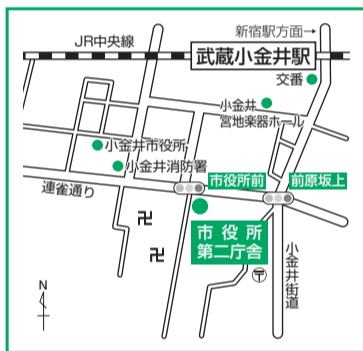 新宿駅方面→
JR中央線
武蔵小金井駅
交番
小金井
宮地楽器ホール
小金井市役所
小金井消防署
連雀通り
市役所前
前原坂上
市役所
第二庁舎
小金井街道
N